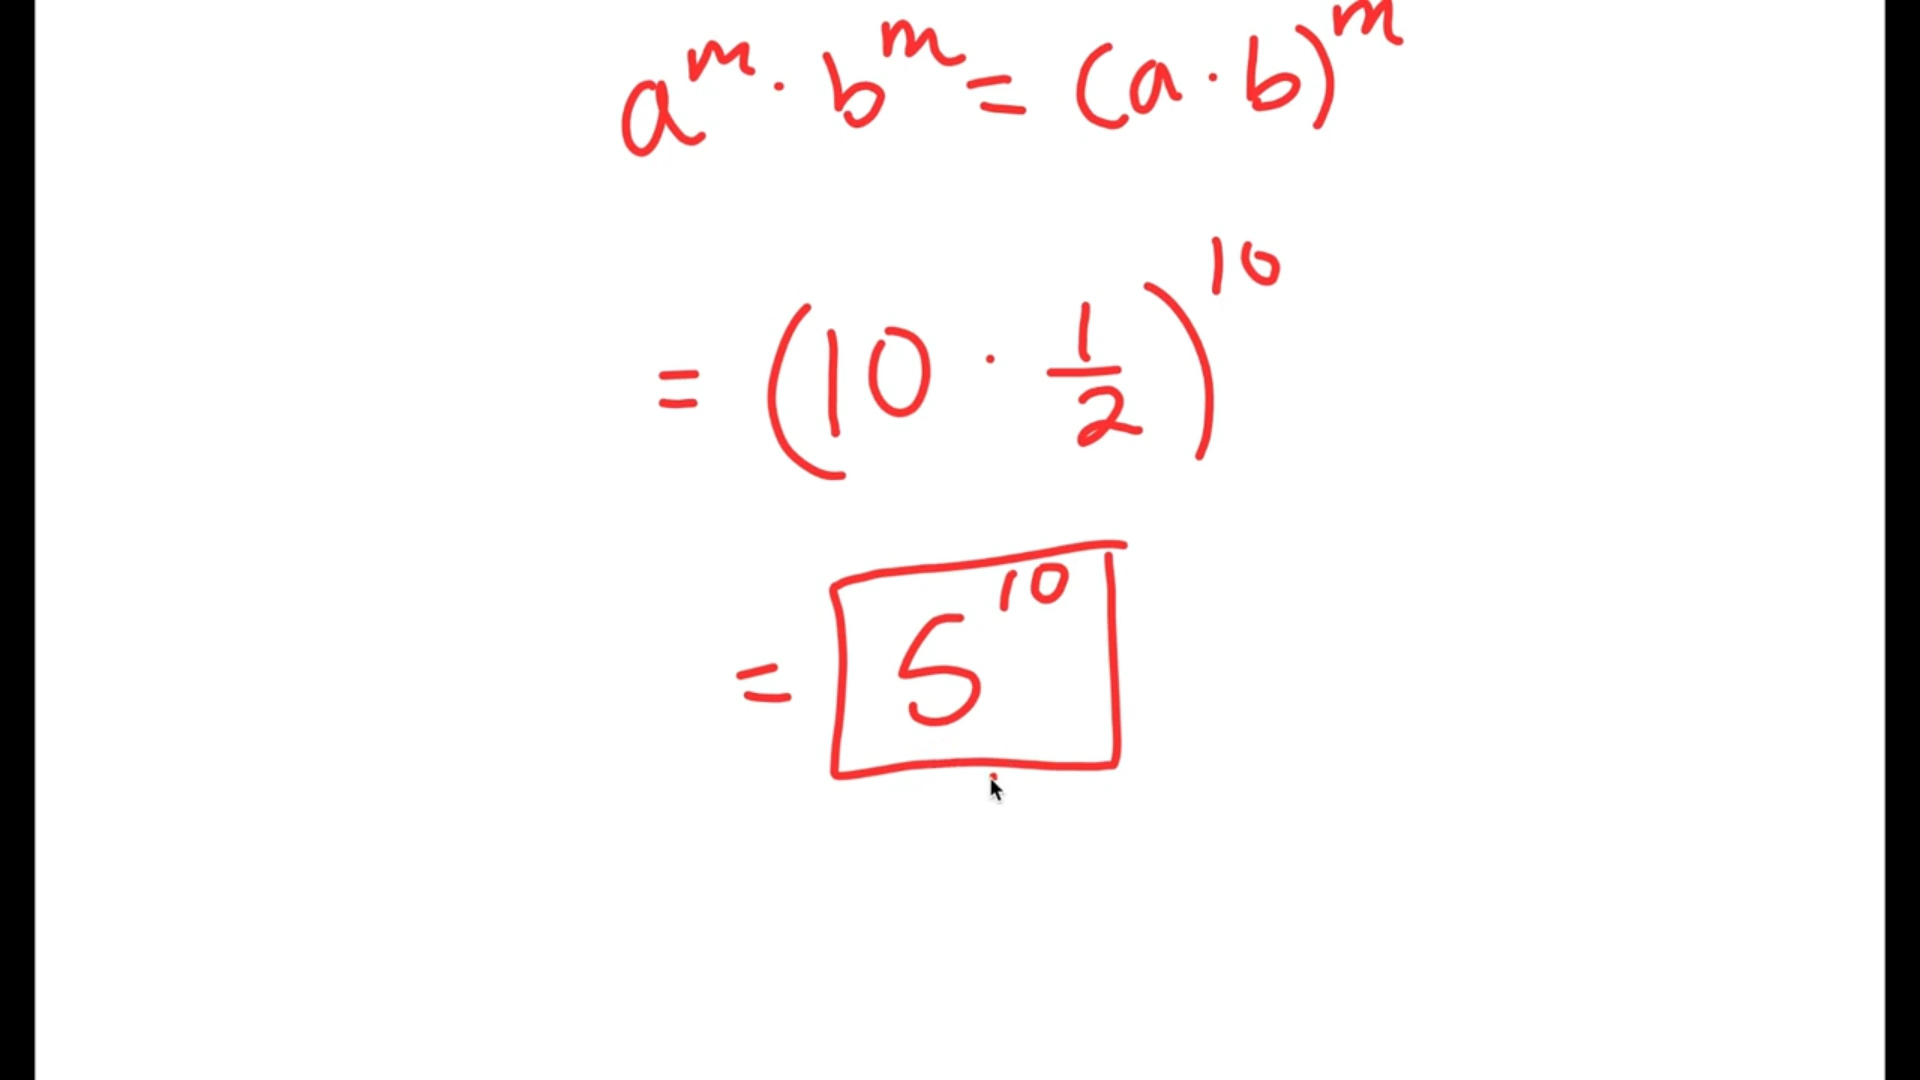 a^m · b^m = (a · b)^m
= (10 · 1/2)^10
= 5^10